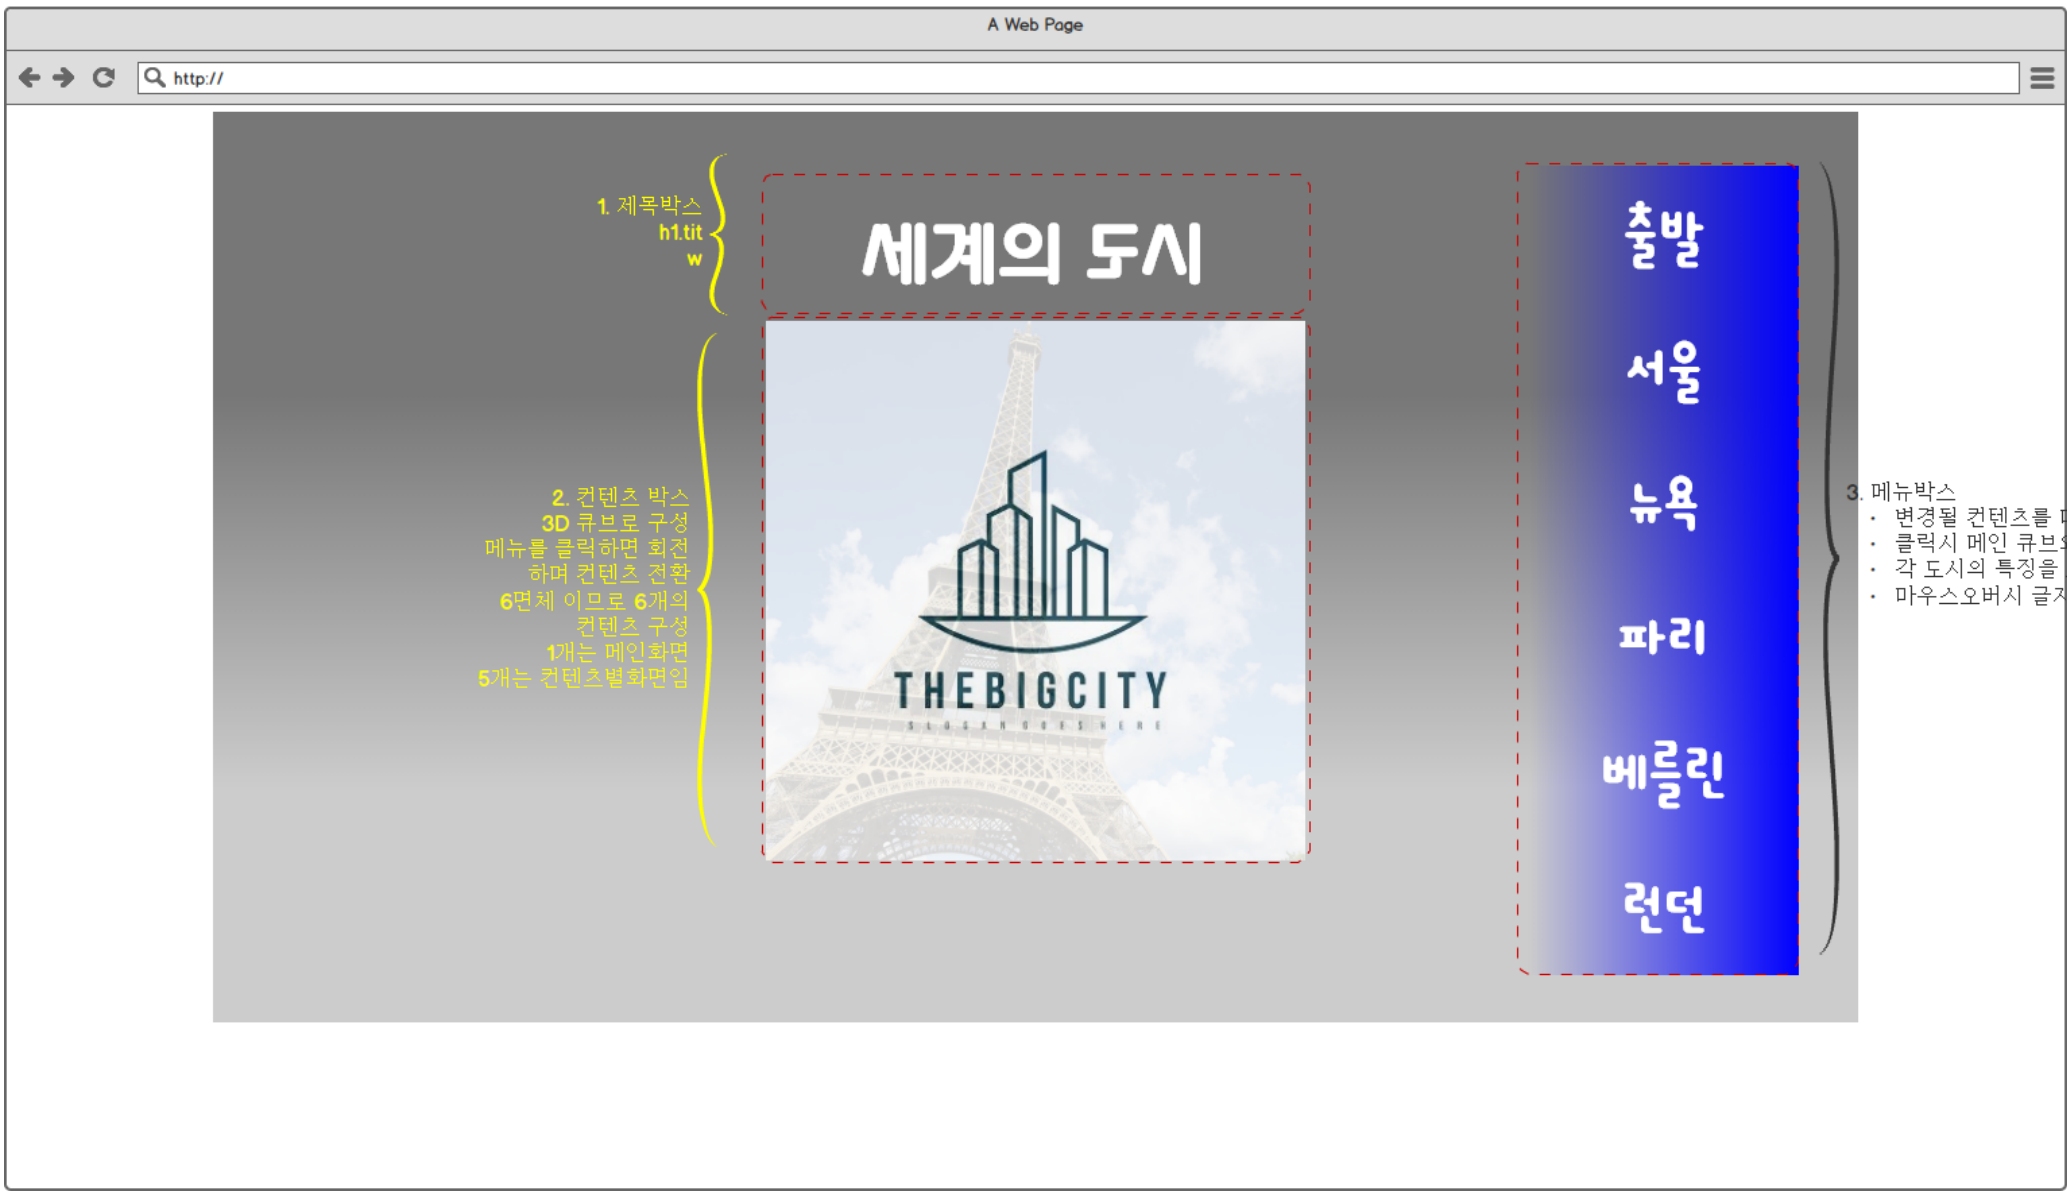 A Web Page
http://
1. 제목박스
h1.tit
w
세계의 도시
2. 컨텐츠 박스
3D 큐브로 구성
메뉴를 클릭하면 회전
하며 컨텐츠 전환
6면체 이므로 6개의
컨텐츠 구성
1개는 메인화면
5개는 컨텐츠별화면임
THEBIGCITY
SLOGAN GOES HERE
출발
서울
뉴욕
파리
베를린
런던
3. 메뉴박스
• 변경될 컨텐츠를
• 클릭시 메인
• 각 도시의 특징을
• 마우스오버시